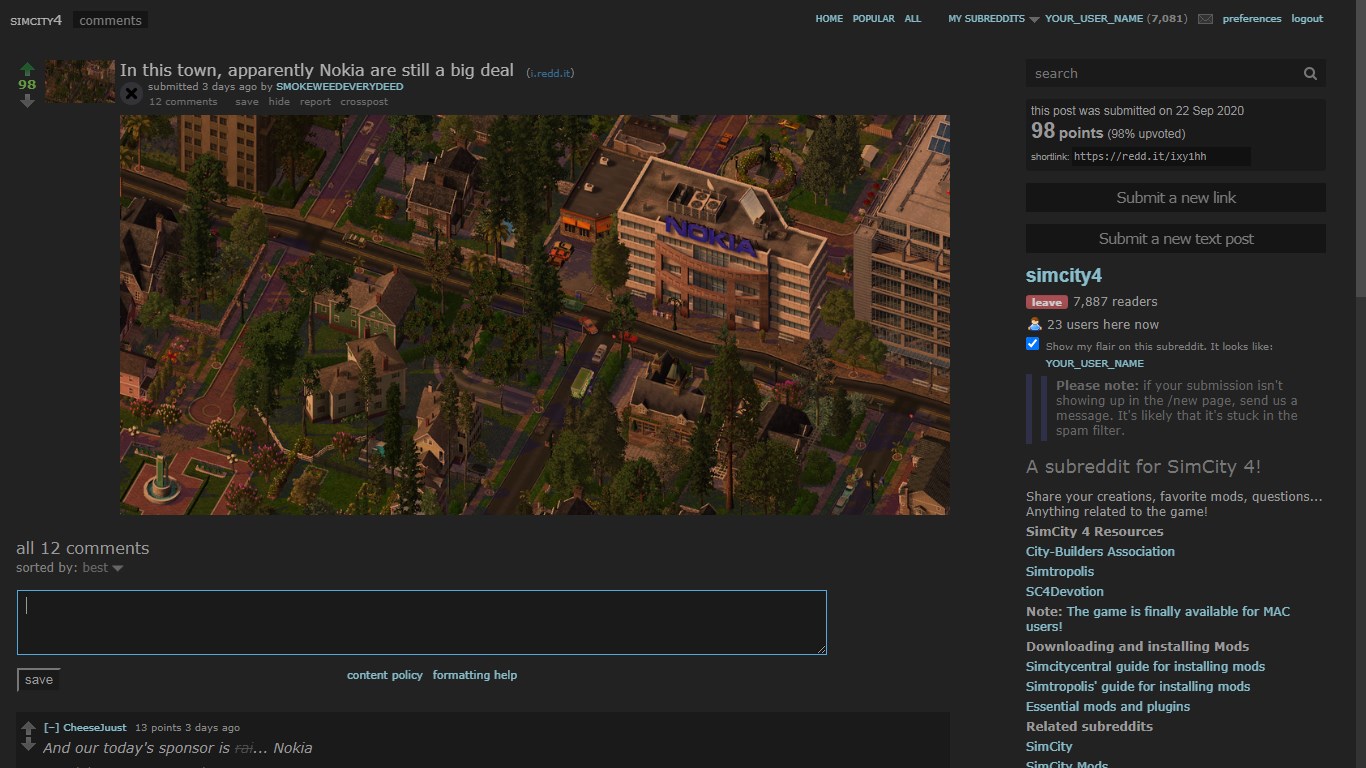 SIMCITY4 comments
HOME POPULAR ALL MY SUBREDDITS YOUR_USER_NAME (7,081) preferences logout
98
In this town, apparently Nokia are still a big deal (i.redd.it)
submitted 3 days ago by SMOKEWEEDEVERYDEED
12 comments save hide report crosspost
NOKIA
all 12 comments
sorted by: best
save
content policy formatting help
[–] CheeseJuust 13 points 3 days ago
And our today's sponsor is rai... Nokia
search
this post was submitted on 22 Sep 2020
98 points (98% upvoted)
shortlink: https://redd.it/ixy1hh
Submit a new link
Submit a new text post
simcity4
leave 7,887 readers
23 users here now
Show my flair on this subreddit. It looks like:
YOUR_USER_NAME
Please note: if your submission isn't
showing up in the /new page, send us a
message. It's likely that it's stuck in the
spam filter.
A subreddit for SimCity 4!
Share your creations, favorite mods, questions...
Anything related to the game!
SimCity 4 Resources
City-Builders Association
Simtropolis
SC4Devotion
Note: The game is finally available for MAC
users!
Downloading and installing Mods
Simcitycentral guide for installing mods
Simtropolis' guide for installing mods
Essential mods and plugins
Related subreddits
SimCity
SimCity Mods